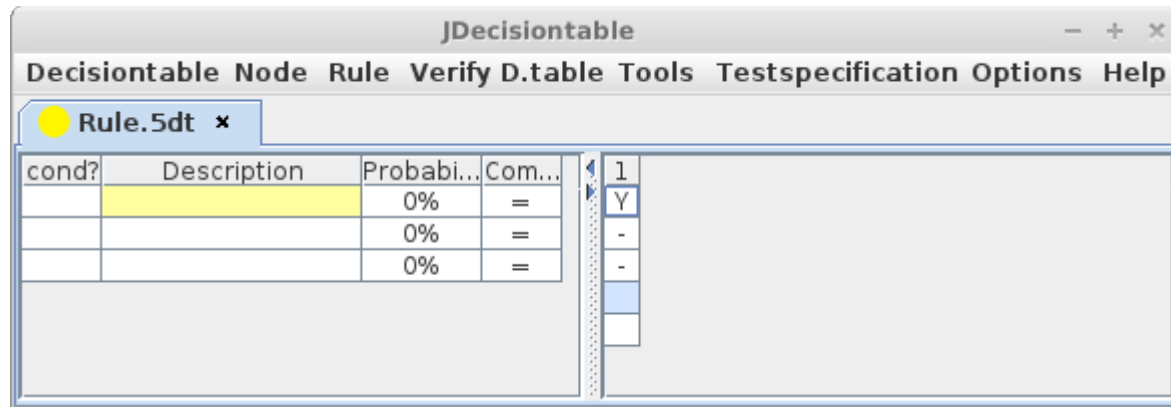 JDecisiontable
Decisiontable Node Rule Verify D.table Tools Testspecification Options Help
Rule.5dt ×
cond? Description Probabi... Com... 1
0% = Y
0% = -
0% = -